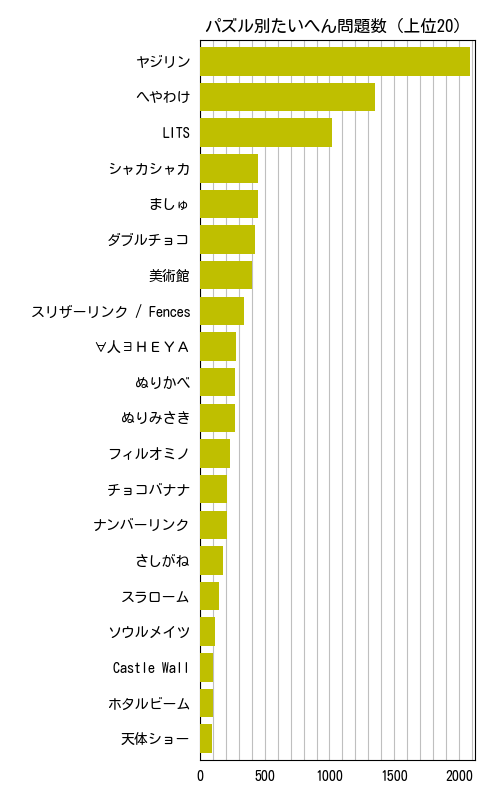 パズル別たいへん問題数 (上位20)
ヤジリン
へやわけ
LITS
シャカシャカ
ましゅ
ダブルチョコ
美術館
スリザーリンク / Fences
∀人∃ＨＥＹＡ
ぬりかべ
ぬりみさき
フィルオミノ
チョコバナナ
ナンバーリンク
さしがね
スラローム
ソウルメイツ
Castle Wall
ホタルビーム
天体ショー
0 500 1000 1500 2000